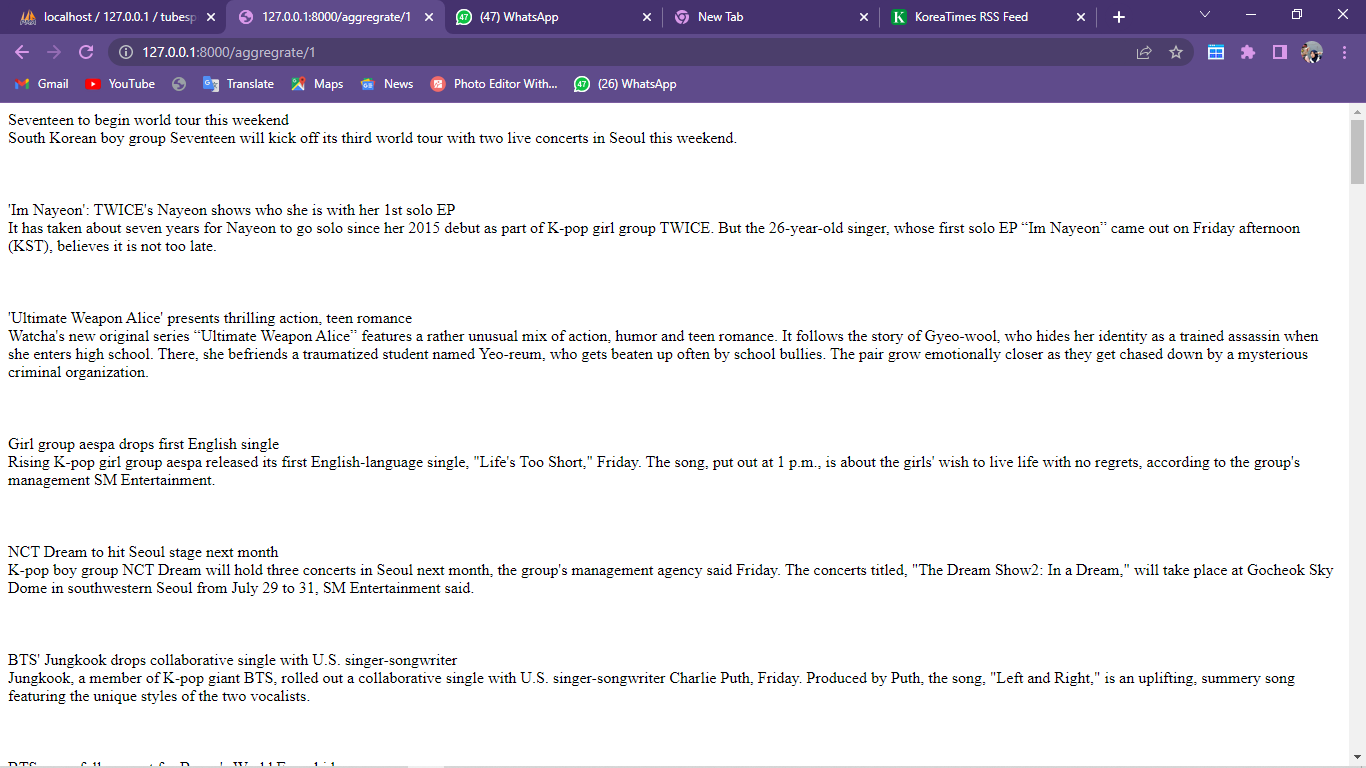 localhost / 127.0.0.1 / tubesp
127.0.0.1:8000/aggregrate/1
47
(47) WhatsApp
New Tab
K
KoreaTimes RSS Feed
127.0.0.1:8000/aggregrate/1
Gmail
YouTube
Translate
Maps
News
Photo Editor With...
47
(26) WhatsApp
Seventeen to begin world tour this weekend
South Korean boy group Seventeen will kick off its third world tour with two live concerts in Seoul this weekend.
'Im Nayeon': TWICE's Nayeon shows who she is with her 1st solo EP
It has taken about seven years for Nayeon to go solo since her 2015 debut as part of K-pop girl group TWICE. But the 26-year-old singer, whose first solo EP “Im Nayeon” came out on Friday afternoon
(KST), believes it is not too late.
'Ultimate Weapon Alice' presents thrilling action, teen romance
Watcha's new original series “Ultimate Weapon Alice” features a rather unusual mix of action, humor and teen romance. It follows the story of Gyeo-wool, who hides her identity as a trained assassin when
she enters high school. There, she befriends a traumatized student named Yeo-reum, who gets beaten up often by school bullies. The pair grow emotionally closer as they get chased down by a mysterious
criminal organization.
Girl group aespa drops first English single
Rising K-pop girl group aespa released its first English-language single, "Life's Too Short," Friday. The song, put out at 1 p.m., is about the girls' wish to live life with no regrets, according to the group's
management SM Entertainment.
NCT Dream to hit Seoul stage next month
K-pop boy group NCT Dream will hold three concerts in Seoul next month, the group's management agency said Friday. The concerts titled, "The Dream Show2: In a Dream," will take place at Gocheok Sky
Dome in southwestern Seoul from July 29 to 31, SM Entertainment said.
BTS' Jungkook drops collaborative single with U.S. singer-songwriter
Jungkook, a member of K-pop giant BTS, rolled out a collaborative single with U.S. singer-songwriter Charlie Puth, Friday. Produced by Puth, the song, "Left and Right," is an uplifting, summery song
featuring the unique styles of the two vocalists.